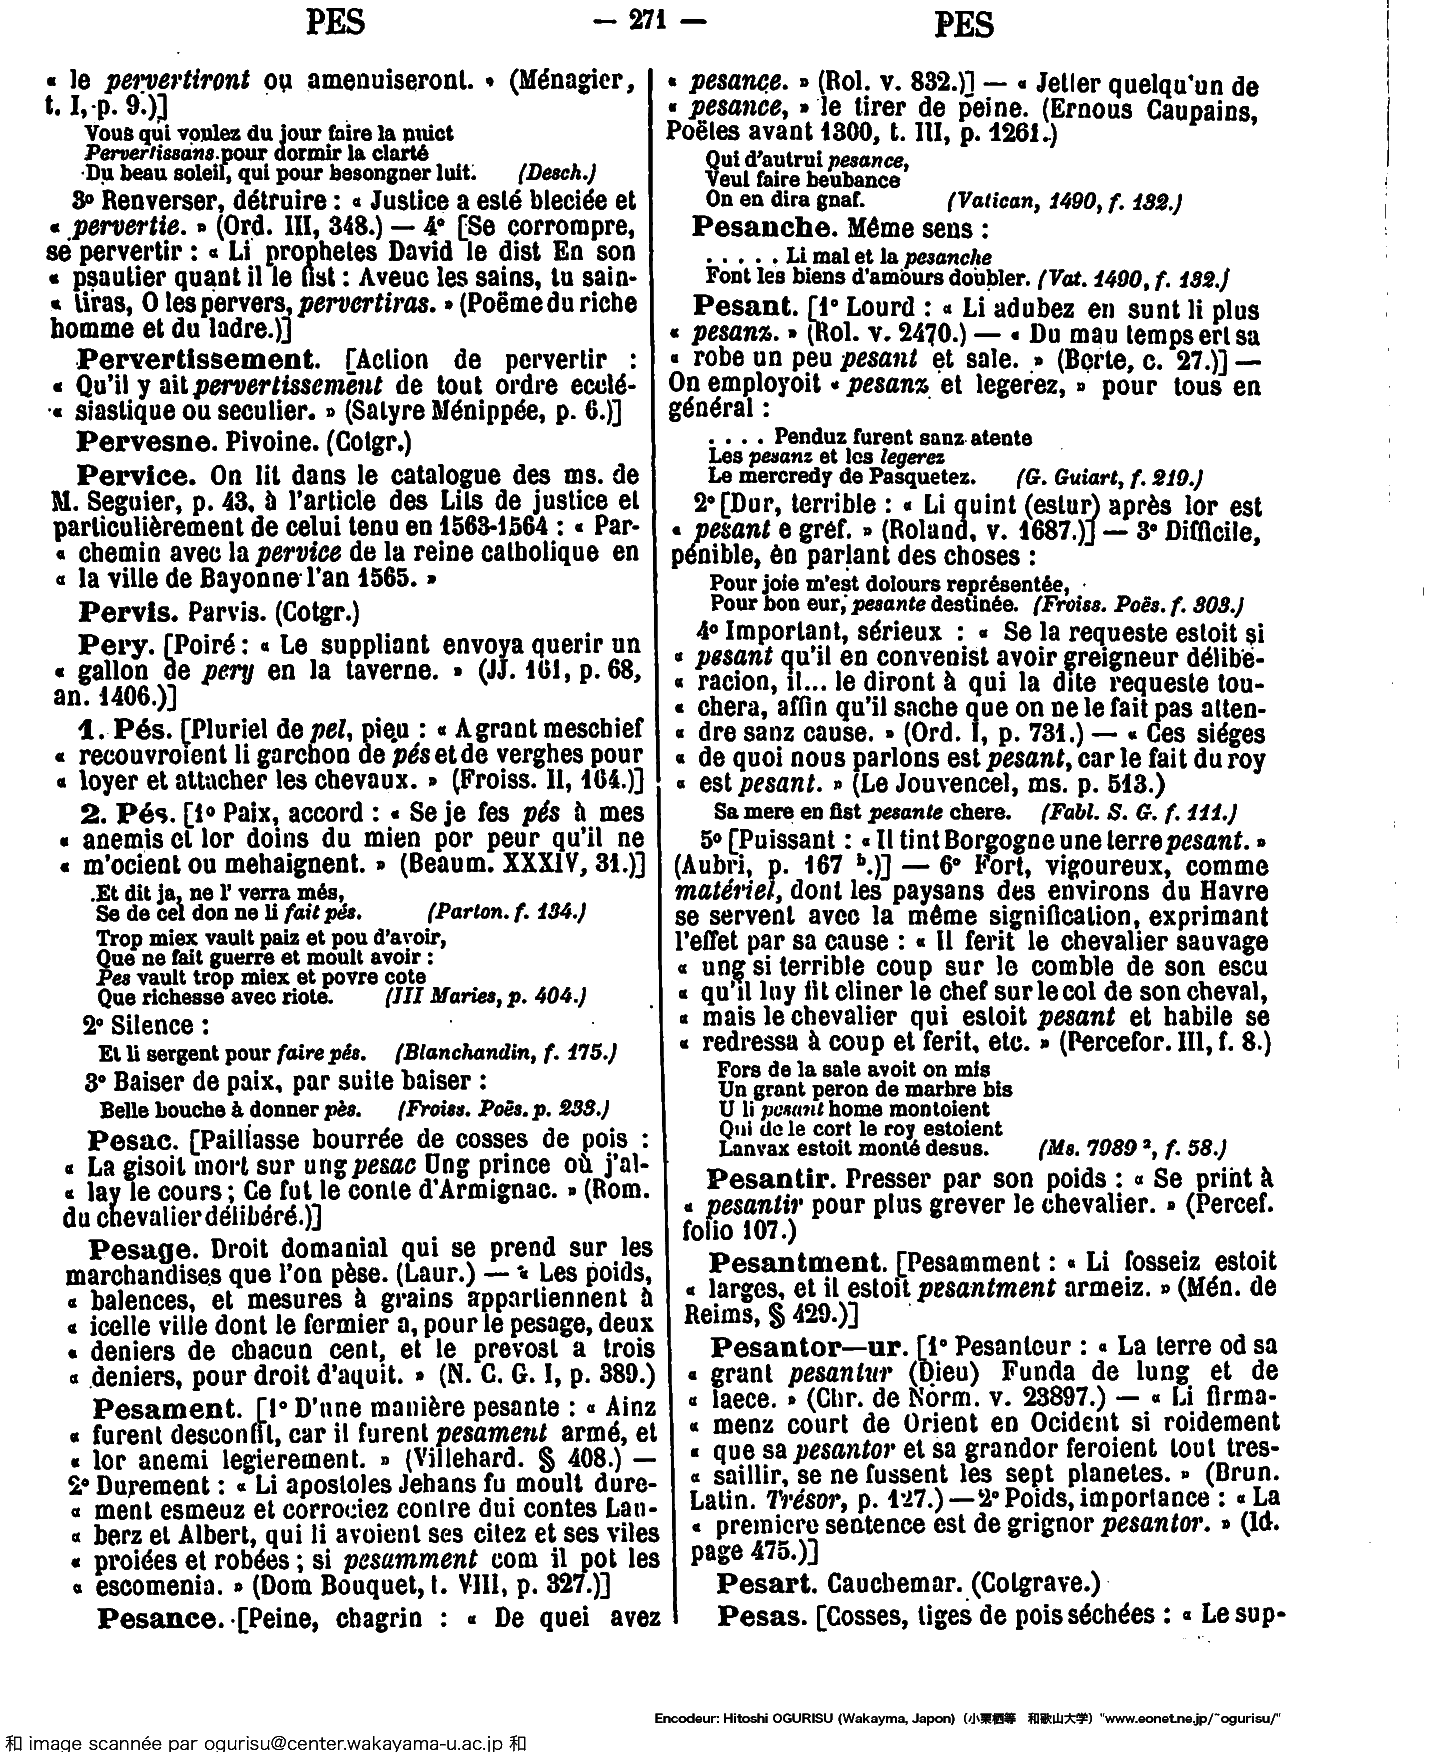 PES
— 271 —
PES
« le pervertiront ou amenuiseront. » (Ménagier,
t. I, p. 9.)]
Vous qui voulez du jour faire la nuict
Pervertissans pour dormir la clarté
Du beau soleil, qui pour besongner luit. (Desch.)
3º Renverser, détruire : « Justice a esté bleciée et
« pervertie. » (Ord. III, 348.) — 4º [Se corrompre,
se pervertir : « Li prophetes David le dist En son
« psautier quant il le fist : Aveuc les sains, tu sain-
« tiras, O les pervers, pervertiras. » (Poëme du riche
homme et du ladre.)]
Pervertissement. [Action de pervertir :
« Qu'il y ait pervertissement de tout ordre ecclé-
« siastique ou seculier. » (Satyre Ménippée, p. 6.)]
Pervesne. Pivoine. (Cotgr.)
Pervice. On lit dans le catalogue des ms. de
M. Seguier, p. 43, à l'article des Lits de justice et
particulièrement de celui tenu en 1563-1564 : « Par-
« chemin avec la pervice de la reine catholique en
« la ville de Bayonne l'an 1565. »
Pervis. Parvis. (Cotgr.)
Pery. [Poiré : « Le suppliant envoya querir un
« gallon de pery en la taverne. » (JJ. 161, p. 68,
an. 1406.)]
1. Pés. [Pluriel de pel, pieu : « A grant meschief
« recouvroient li garchon de pés et de verghes pour
« loyer et attacher les chevaux. » (Froiss. II, 164.)]
2. Pés. [1º Paix, accord : « Se je fes pés à mes
« anemis et lor doins du mien por peur qu'il ne
« m'ocient ou mehaignent. » (Beaum. XXXIV, 31.)]
Et dit ja, ne l' verra més,
Se de cel don ne li fait pés. (Parton. f. 134.)
Trop miex vault paiz et pou d'avoir,
Que ne fait guerre et moult avoir :
Pes vault trop miex et povre cote
Que richesse avec riote. (III Maries, p. 404.)
2º Silence :
Et li sergent pour faire pés. (Blanchandin, f. 175.)
3º Baiser de paix, par suite baiser :
Belle bouche à donner pès. (Froiss. Poës. p. 233.)
Pesac. [Paillasse bourrée de cosses de pois :
« La gisoit mort sur ung pesac Ung prince où j'al-
« lay le cours ; Ce fut le conte d'Armignac. » (Rom.
du chevalier délibéré.)]
Pesage. Droit domanial qui se prend sur les
marchandises que l'on pèse. (Laur.) — « Les poids,
« balences, et mesures à grains appartiennent à
« icelle ville dont le fermier a, pour le pesage, deux
« deniers de chacun cent, et le prevost a trois
« deniers, pour droit d'aquit. » (N. C. G. I, p. 389.)
Pesament. [1º D'une manière pesante : « Ainz
« furent desconfit, car il furent pesament armé, et
« lor anemi legierement. » (Villehard. § 408.) —
2º Durement : « Li apostoles Jehans fu moult dure-
« ment esmeuz et corrociez contre dui contes Lan-
« berz et Albert, qui li avoient ses citez et ses viles
« proiées et robées ; si pesamment com il pot les
« escomenia. » (Dom Bouquet, t. VIII, p. 327.)]
Pesance. [Peine, chagrin : « De quei avez
« pesance. » (Rol. v. 832.)] — « Jetter quelqu'un de
« pesance, » le tirer de peine. (Ernous Caupains,
Poëtes avant 1300, t. III, p. 1261.)
Qui d'autrui pesance,
Veul faire beubance
On en dira gnaf. (Vatican, 1490, f. 132.)
Pesanche. Même sens :
. . . . . Li mal et la pesanche
Font les biens d'amours doubler. (Vat. 1490, f. 132.)
Pesant. [1º Lourd : « Li adubez en sunt li plus
« pesanz. » (Rol. v. 2470.) — « Du mau temps ert sa
« robe un peu pesant et sale. » (Berte, c. 27.)] —
On employoit « pesanz et legerez, » pour tous en
général :
. . . . Penduz furent sanz atente
Les pesanz et les legerez
Le mercredy de Pasquetez. (G. Guiart, f. 219.)
2º [Dur, terrible : « Li quint (estur) après lor est
« pesant e gref. » (Roland, v. 1687.)] — 3º Difficile,
pénible, en parlant des choses :
Pour joie m'est dolours représentée,
Pour bon eur, pesante destinée. (Froiss. Poës. f. 303.)
4º Important, sérieux : « Se la requeste estoit si
« pesant qu'il en convenist avoir greigneur délibe-
« racion, il... le diront à qui la dite requeste tou-
« chera, affin qu'il sache que on ne le fait pas atten-
« dre sanz cause. » (Ord. I, p. 731.) — « Ces siéges
« de quoi nous parlons est pesant, car le fait du roy
« est pesant. » (Le Jouvencel, ms. p. 513.)
Sa mere en fist pesante chere. (Fabl. S. G. f. 111.)
5º [Puissant : « Il tint Borgogne une terre pesant. »
(Aubri, p. 167 b.)] — 6º Fort, vigoureux, comme
matériel, dont les paysans des environs du Havre
se servent avec la même signification, exprimant
l'effet par sa cause : « Il ferit le chevalier sauvage
« ung si terrible coup sur le comble de son escu
« qu'il luy fit cliner le chef sur le col de son cheval,
« mais le chevalier qui estoit pesant et habile se
« redressa à coup et ferit, etc. » (Percefor. III, f. 8.)
Fors de la sale avoit on mis
Un grant peron de marbre bis
U li pesant home montoient
Qui de le cort le roy estoient
Lanvax estoit monté desus. (Ms. 7989 ², f. 58.)
Pesantir. Presser par son poids : « Se print à
« pesantir pour plus grever le chevalier. » (Percef.
folio 107.)
Pesantment. [Pesamment : « Li fosseiz estoit
« larges, et il estoit pesantment armeiz. » (Mén. de
Reims, § 429.)]
Pesantor—ur. [1º Pesanteur : « La terre od sa
« grant pesantur (Dieu) Funda de lung et de
« laece. » (Chr. de Norm. v. 23897.) — « Li firma-
« menz court de Orient en Ocident si roidement
« que sa pesantor et sa grandor feroient tout tres-
« saillir, se ne fussent les sept planetes. » (Brun.
Latin. Trésor, p. 127.) — 2º Poids, importance : « La
« premiere sentence est de grignor pesantor. » (Id.
page 475.)]
Pesart. Cauchemar. (Cotgrave.)
Pesas. [Cosses, tiges de pois séchées : « Le sup-
Encodeur: Hitoshi OGURISU (Wakayma, Japon) (小栗栖等 和歌山大学) "www.eonet.ne.jp/~ogurisu/"
和 image scannée par ogurisu@center.wakayama-u.ac.jp 和